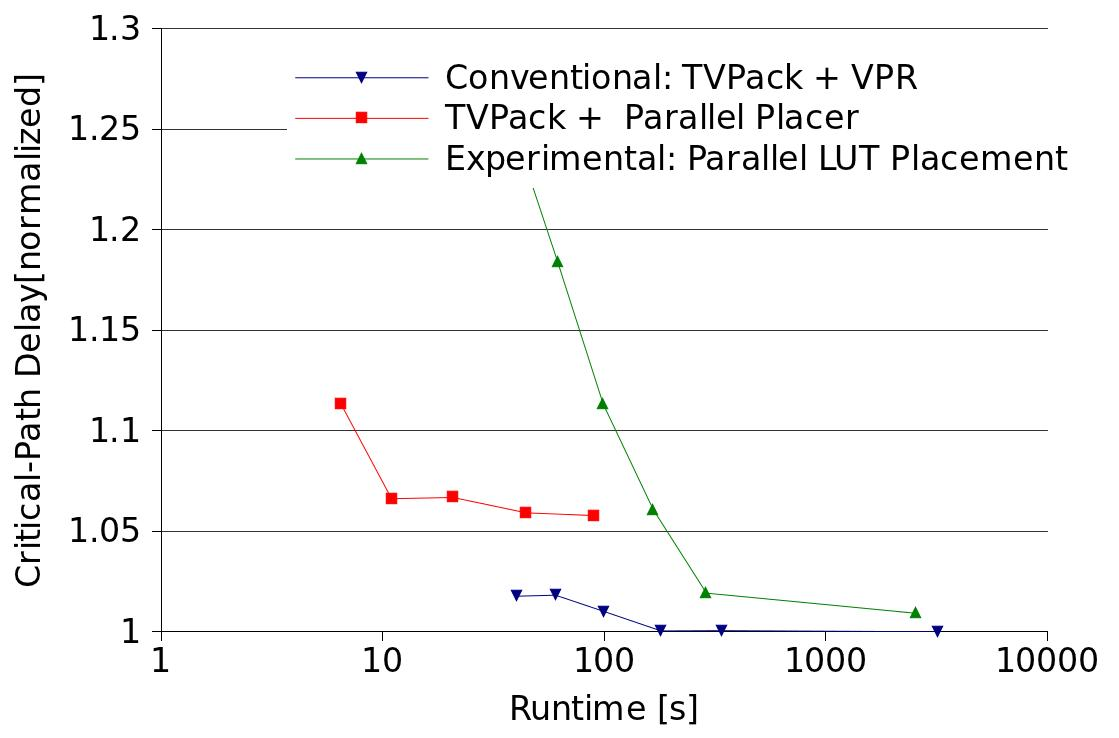 1.3
1.25
1.2
1.15
1.1
1.05
1
Critical-Path Delay[normalized]
Conventional: TVPack + VPR
TVPack +  Parallel Placer
Experimental: Parallel LUT Placement
1 10 100 1000 10000
Runtime [s]